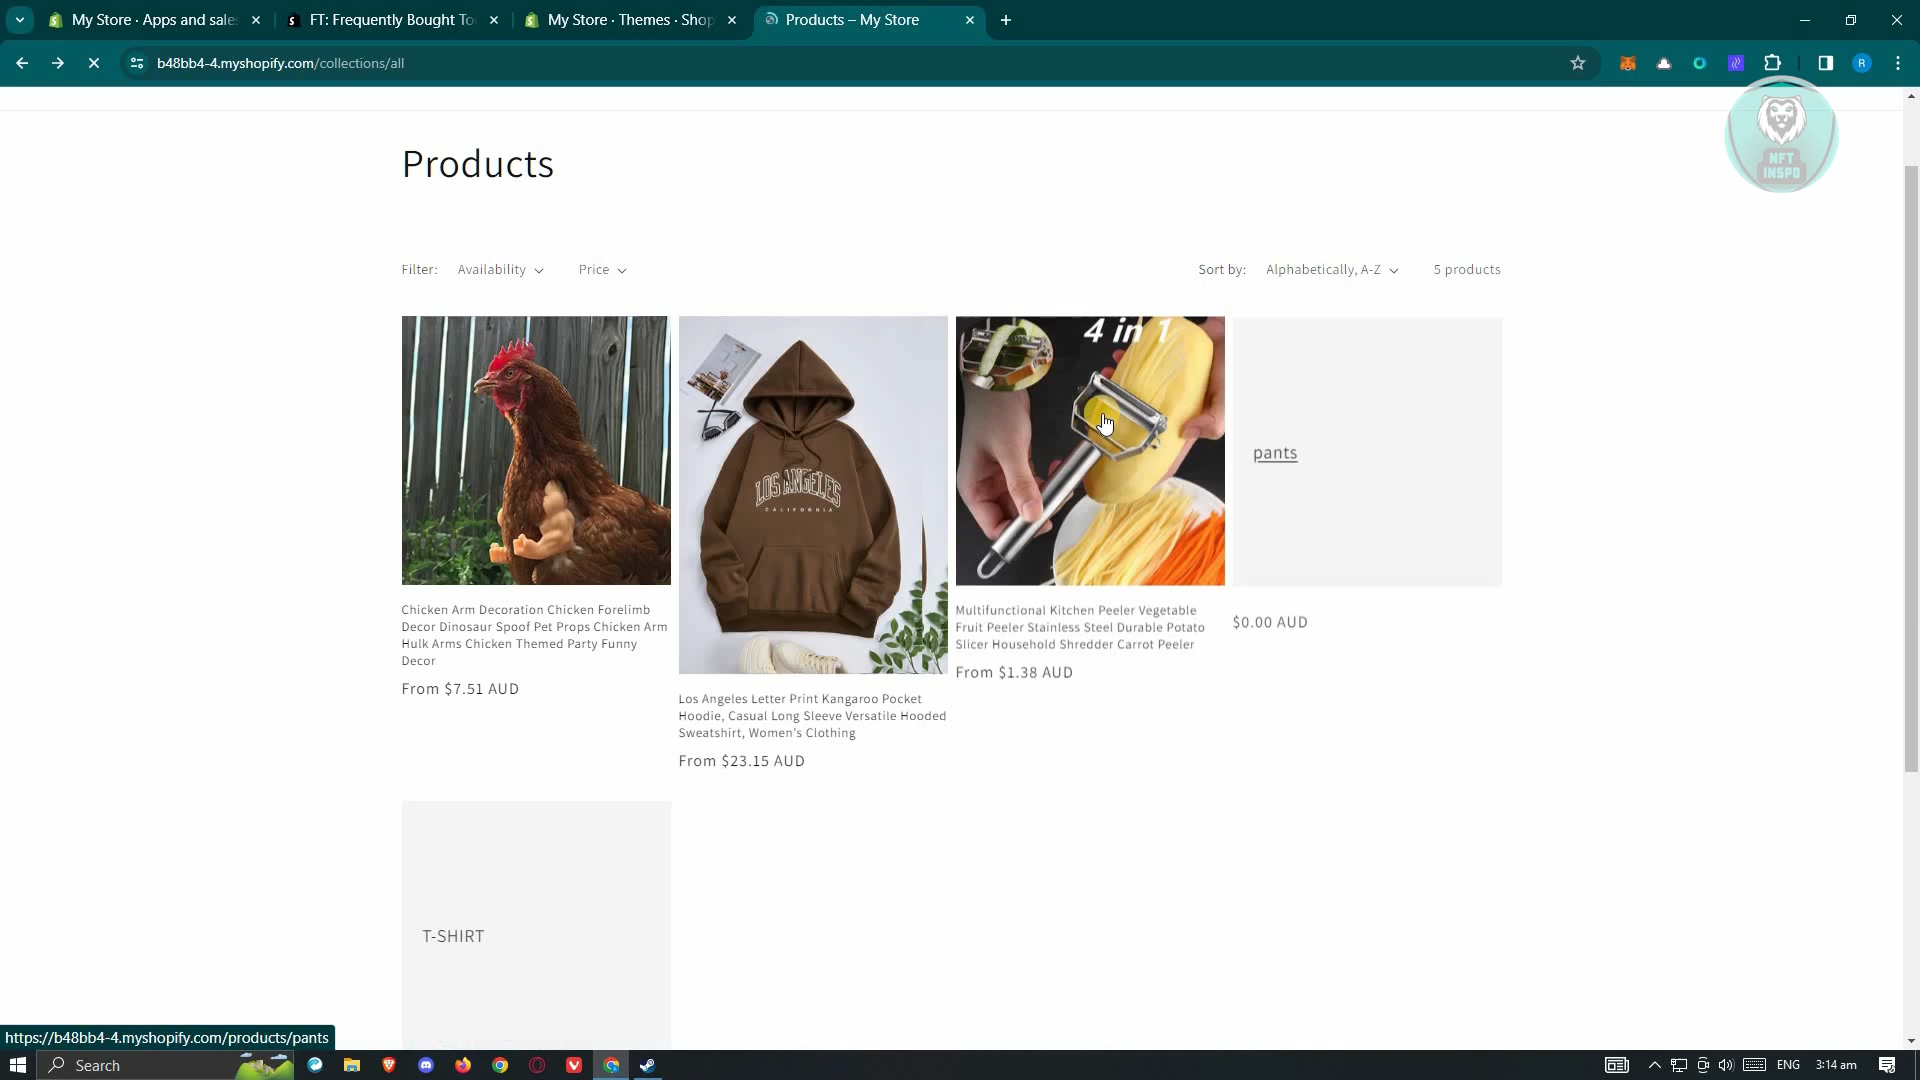 My Store · Apps and sale
FT: Frequently Bought To
My Store · Themes · Shop
Products – My Store
b48bb4-4.myshopify.com/collections/all
R
NFT
INSPO
Products
Filter:
Availability
Price
Sort by:
Alphabetically, A-Z
5 products
4 in 1
LOS ANGELES
CALIFORNIA
pants
Chicken Arm Decoration Chicken Forelimb
Decor Dinosaur Spoof Pet Props Chicken Arm
Hulk Arms Chicken Themed Party Funny
Decor
From $7.51 AUD
Los Angeles Letter Print Kangaroo Pocket
Hoodie, Casual Long Sleeve Versatile Hooded
Sweatshirt, Women's Clothing
From $23.15 AUD
Multifunctional Kitchen Peeler Vegetable
Fruit Peeler Stainless Steel Durable Potato
Slicer Household Shredder Carrot Peeler
From $1.38 AUD
$0.00 AUD
T-SHIRT
https://b48bb4-4.myshopify.com/products/pants
Search
ENG
3:14 am